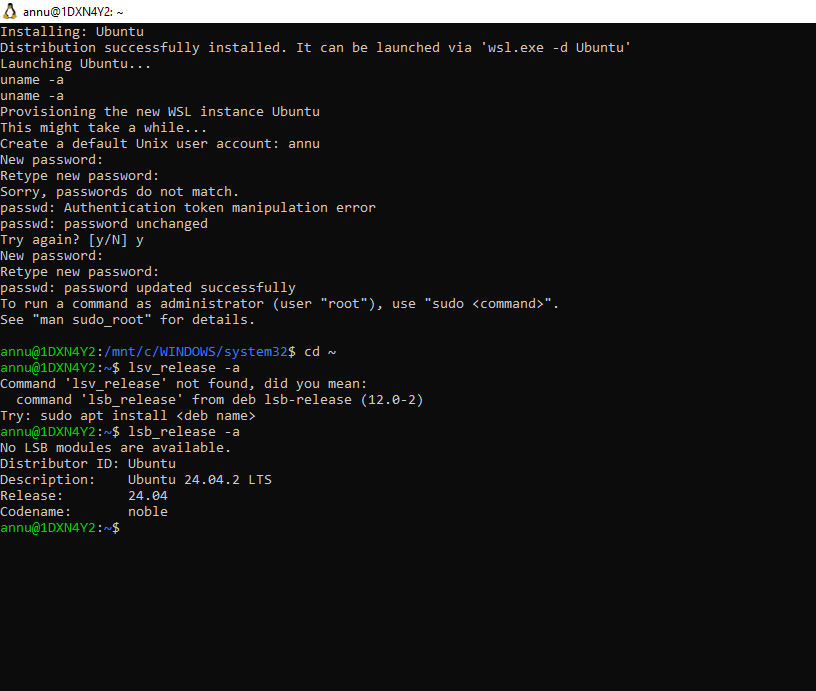 annu@1DXN4Y2: ~
Installing: Ubuntu
Distribution successfully installed. It can be launched via 'wsl.exe -d Ubuntu'
Launching Ubuntu...
uname -a
uname -a
Provisioning the new WSL instance Ubuntu
This might take a while...
Create a default Unix user account: annu
New password:
Retype new password:
Sorry, passwords do not match.
passwd: Authentication token manipulation error
passwd: password unchanged
Try again? [y/N] y
New password:
Retype new password:
passwd: password updated successfully
To run a command as administrator (user "root"), use "sudo <command>".
See "man sudo_root" for details.

annu@1DXN4Y2:/mnt/c/WINDOWS/system32$ cd ~
annu@1DXN4Y2:~$ lsv_release -a
Command 'lsv_release' not found, did you mean:
  command 'lsb_release' from deb lsb-release (12.0-2)
Try: sudo apt install <deb name>
annu@1DXN4Y2:~$ lsb_release -a
No LSB modules are available.
Distributor ID: Ubuntu
Description:    Ubuntu 24.04.2 LTS
Release:        24.04
Codename:       noble
annu@1DXN4Y2:~$